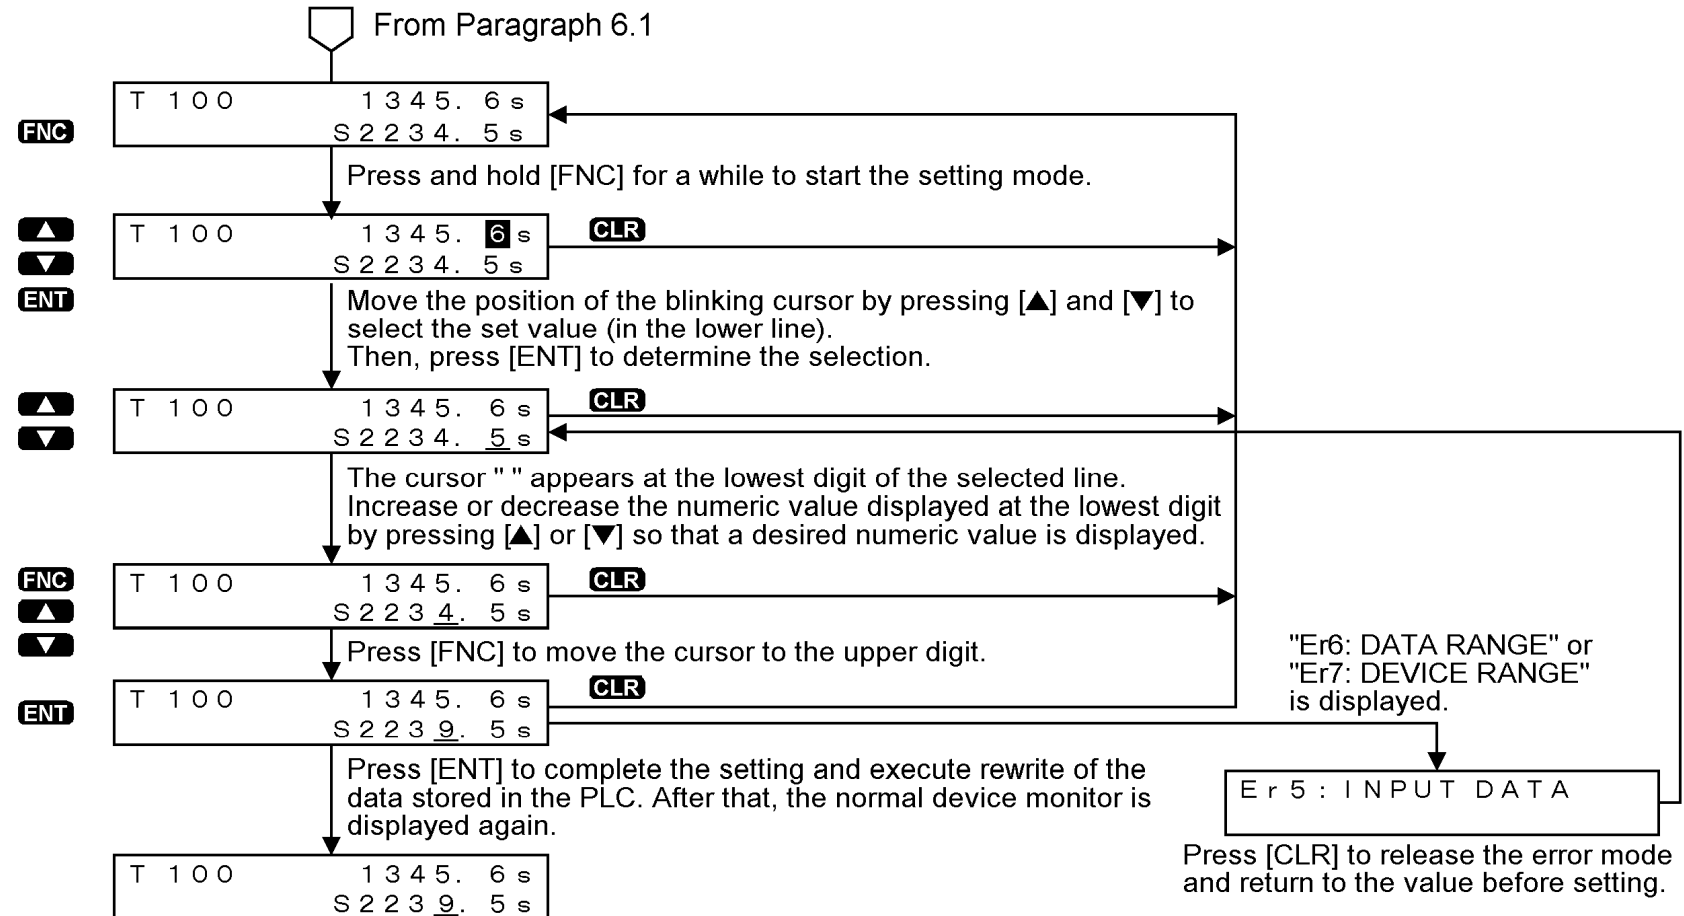 From Paragraph 6.1
T 100 1345. 6s
FNC
S2234. 5s
Press and hold [FNC] for a while to start the setting mode.
▲
T 100 1345. 6s
CLR
▼
S2234. 5s
ENT
Move the position of the blinking cursor by pressing [▲] and [▼] to
select the set value (in the lower line).
Then, press [ENT] to determine the selection.
▲
T 100 1345. 6s
CLR
▼
S2234. 5s
The cursor " " appears at the lowest digit of the selected line.
Increase or decrease the numeric value displayed at the lowest digit
by pressing [▲] or [▼] so that a desired numeric value is displayed.
FNC
T 100 1345. 6s
CLR
▲
S2234. 5s
▼
Press [FNC] to move the cursor to the upper digit.
"Er6: DATA RANGE" or
"Er7: DEVICE RANGE"
is displayed.
T 100 1345. 6s
CLR
ENT
S2239. 5s
Press [ENT] to complete the setting and execute rewrite of the
data stored in the PLC. After that, the normal device monitor is
displayed again.
Er5: INPUT DATA
Press [CLR] to release the error mode
and return to the value before setting.
T 100 1345. 6s
S2239. 5s